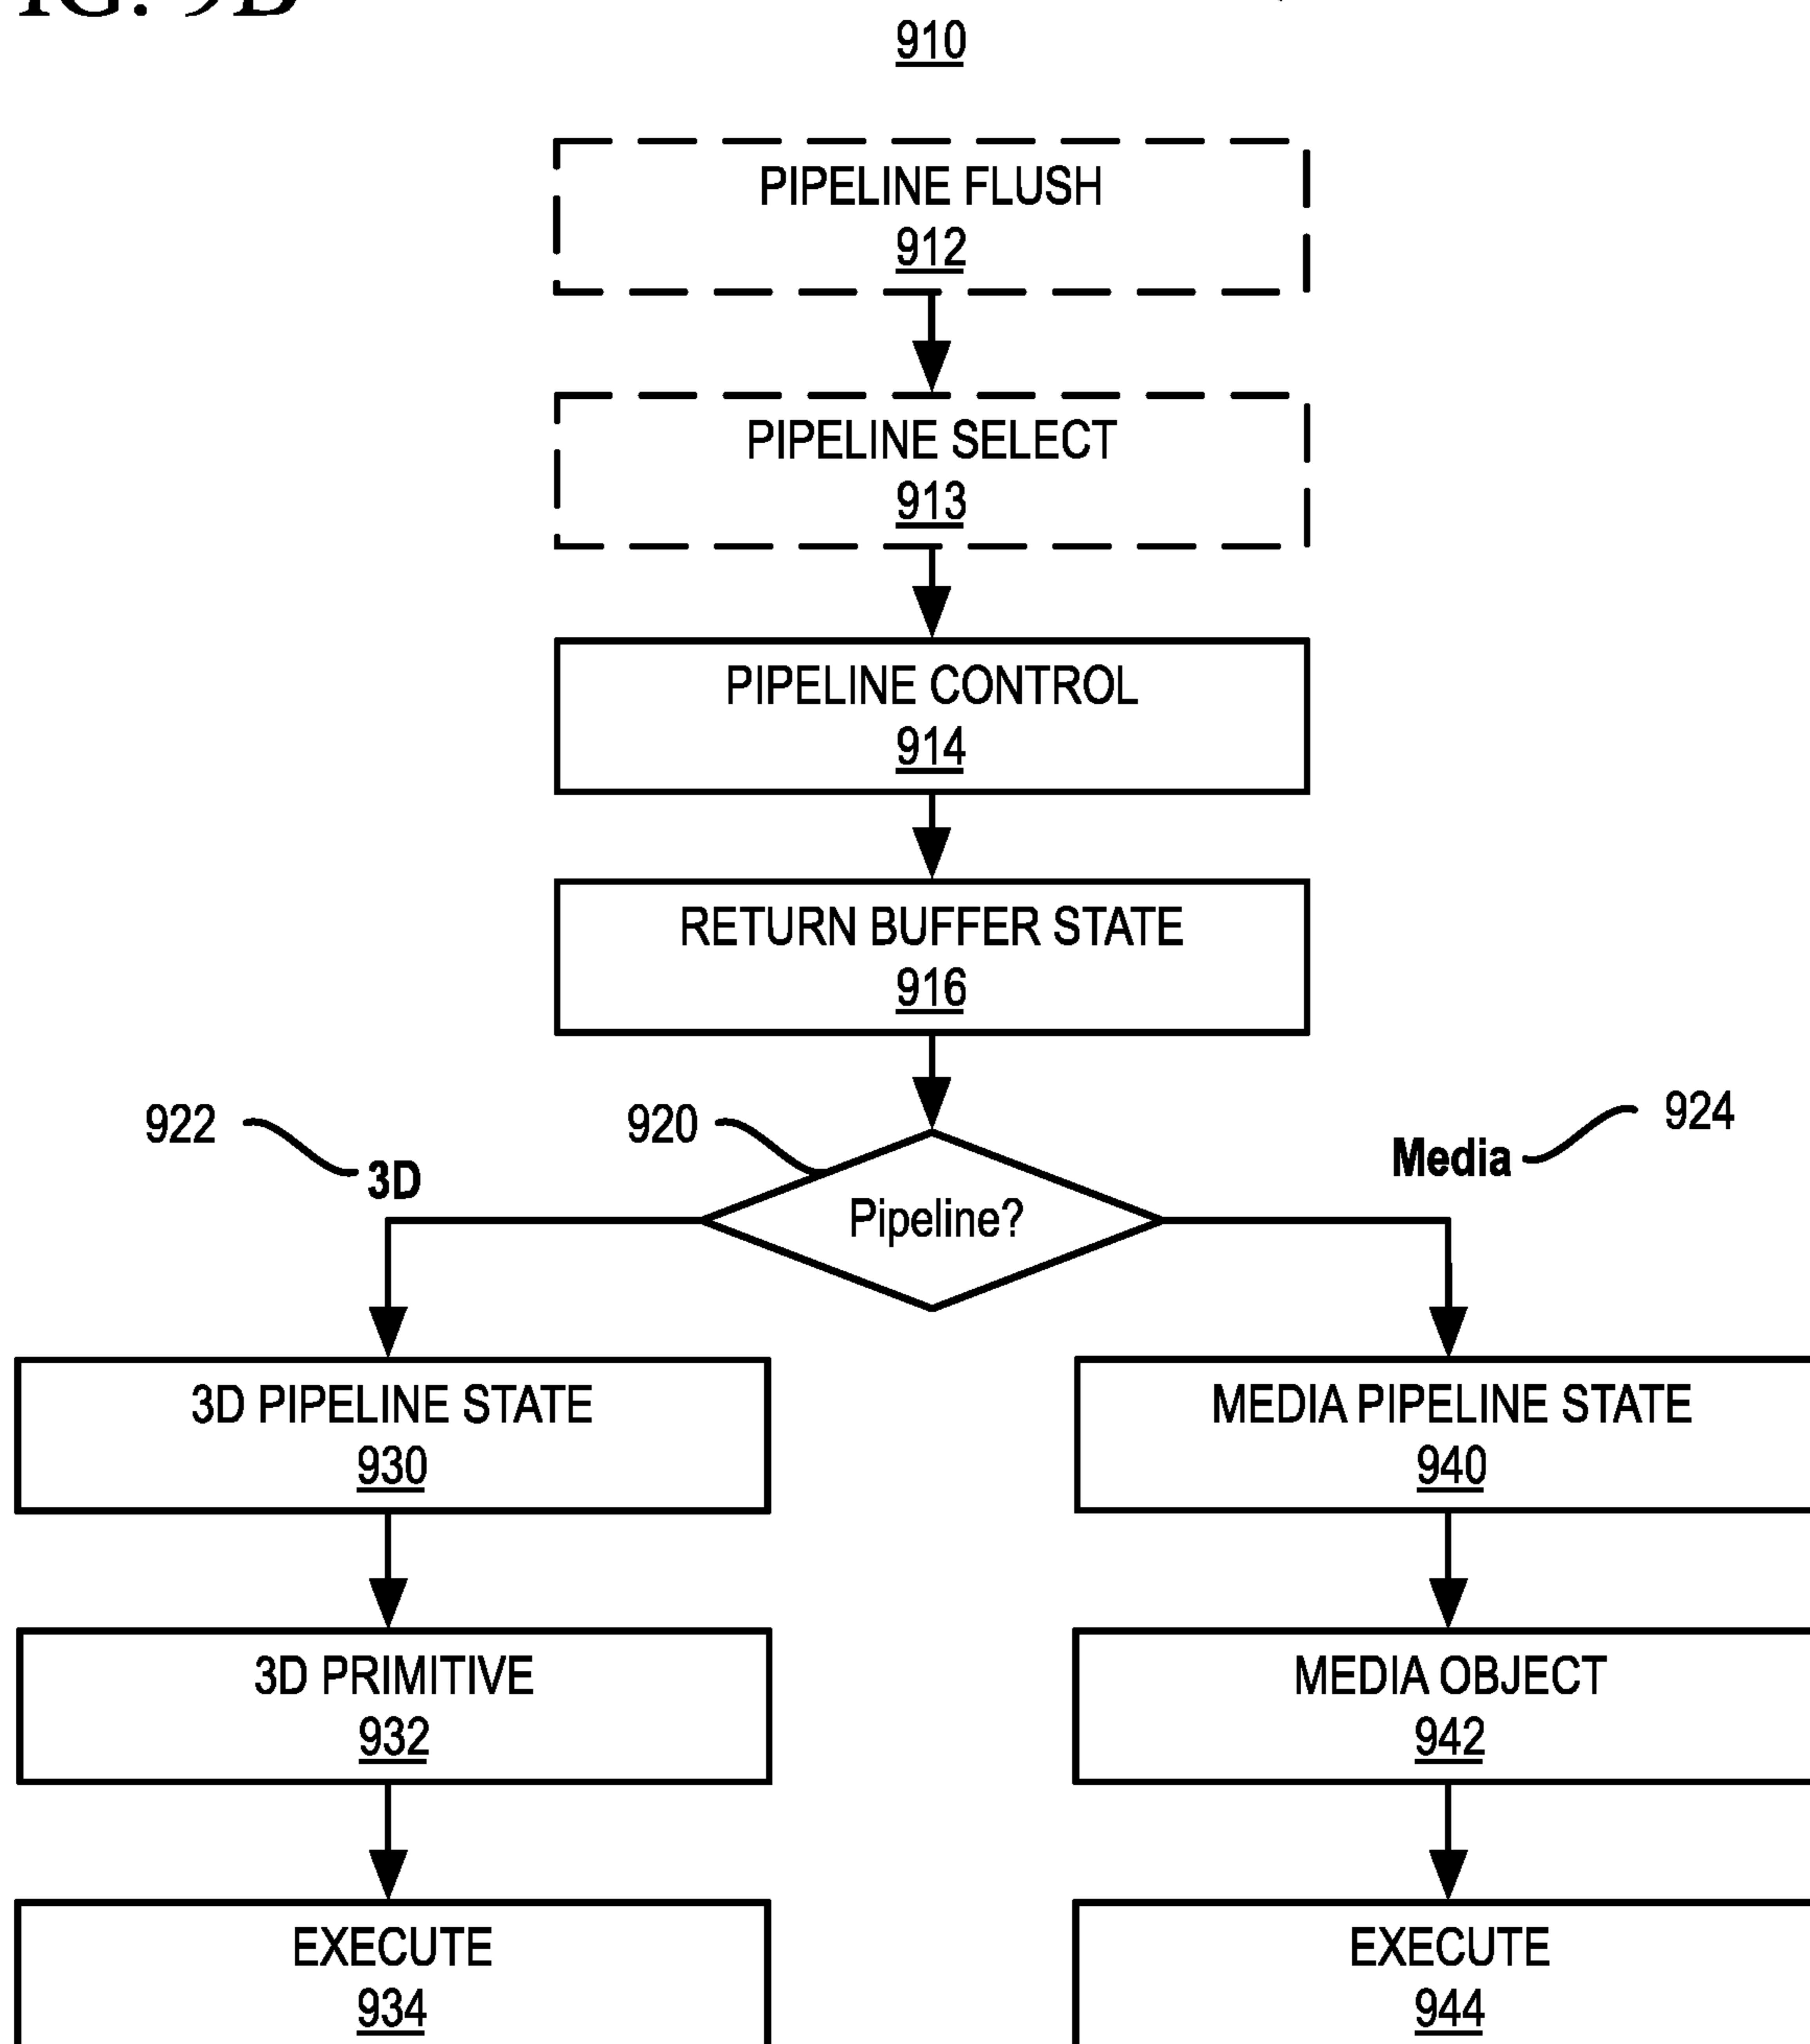 FIG. 9B
910
PIPELINE FLUSH
912
PIPELINE SELECT
913
PIPELINE CONTROL
914
RETURN BUFFER STATE
916
922
3D
920
Pipeline?
Media
924
3D PIPELINE STATE
930
MEDIA PIPELINE STATE
940
3D PRIMITIVE
932
MEDIA OBJECT
942
EXECUTE
934
EXECUTE
944